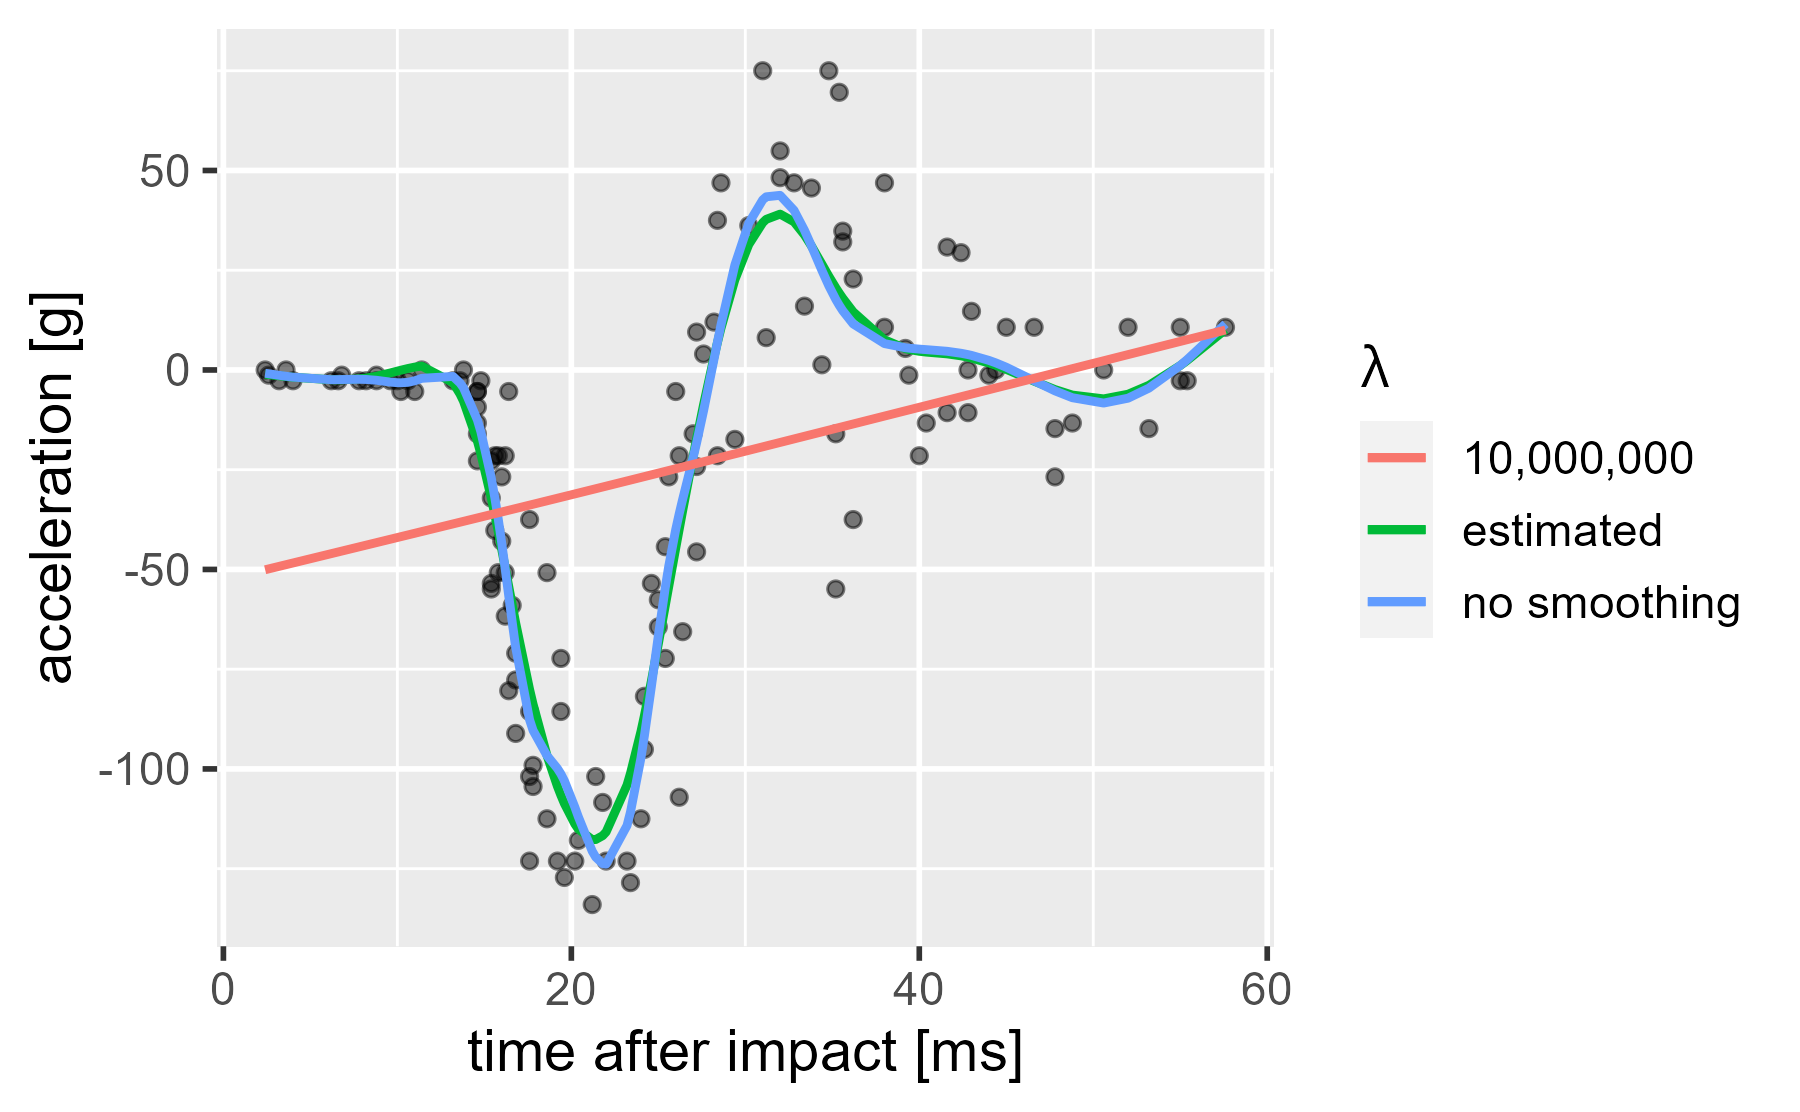 acceleration [g]
50
0
-50
-100
0 20 40 60
time after impact [ms]
λ
10,000,000
estimated
no smoothing